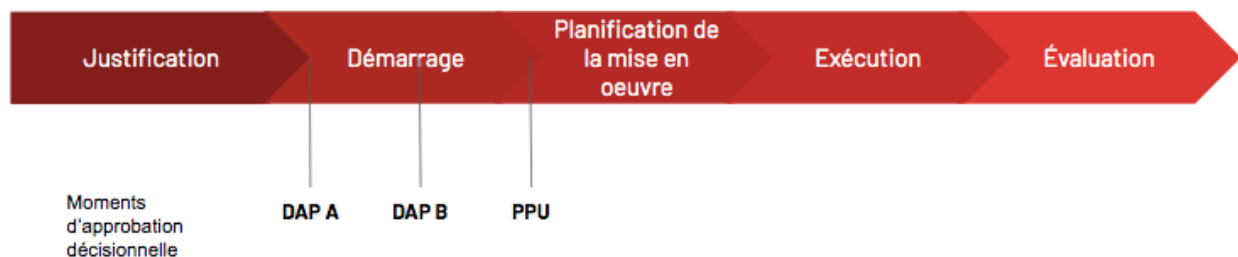 Justification
Démarrage
Planification de
la mise en
oeuvre
Exécution
Évaluation
Moments
d'approbation
décisionnelle
DAP A
DAP B
PPU